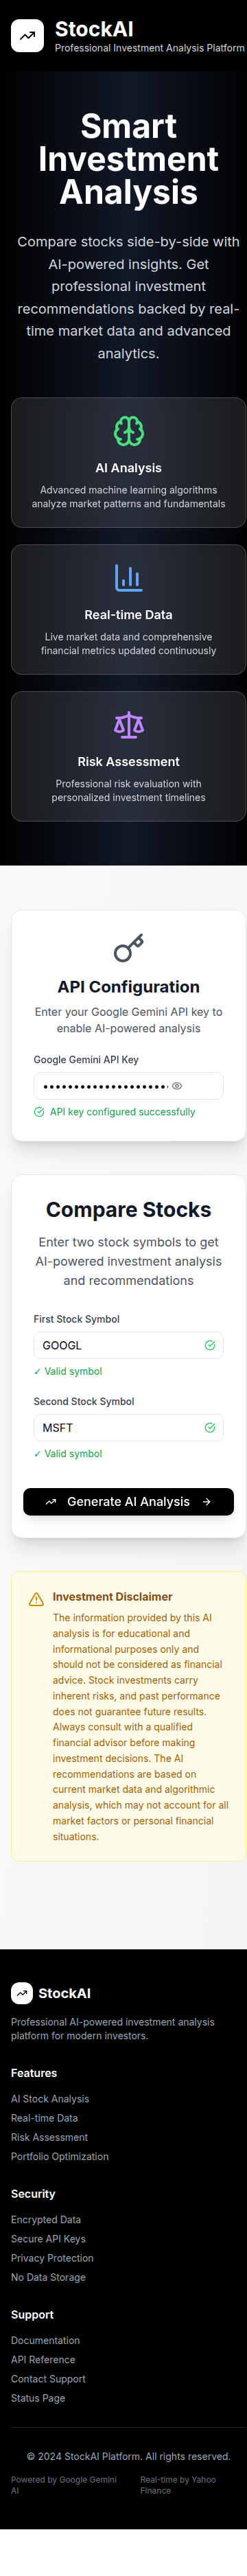 StockAI
Professional Investment Analysis Platform
Smart
Investment
Analysis
Compare stocks side-by-side with
AI-powered insights. Get
professional investment
recommendations backed by real-
time market data and advanced
analytics.
AI Analysis
Advanced machine learning algorithms
analyze market patterns and fundamentals
Real-time Data
Live market data and comprehensive
financial metrics updated continuously
Risk Assessment
Professional risk evaluation with
personalized investment timelines
API Configuration
Enter your Google Gemini API key to
enable AI-powered analysis
Google Gemini API Key
••••••••••••••••••••
API key configured successfully
Compare Stocks
Enter two stock symbols to get
AI-powered investment analysis
and recommendations
First Stock Symbol
GOOGL
✓ Valid symbol
Second Stock Symbol
MSFT
✓ Valid symbol
Generate AI Analysis
Investment Disclaimer
The information provided by this AI
analysis is for educational and
informational purposes only and
should not be considered as financial
advice. Stock investments carry
inherent risks, and past performance
does not guarantee future results.
Always consult with a qualified
financial advisor before making
investment decisions. The AI
recommendations are based on
current market data and algorithmic
analysis, which may not account for all
market factors or personal financial
situations.
StockAI
Professional AI-powered investment analysis
platform for modern investors.
Features
AI Stock Analysis
Real-time Data
Risk Assessment
Portfolio Optimization
Security
Encrypted Data
Secure API Keys
Privacy Protection
No Data Storage
Support
Documentation
API Reference
Contact Support
Status Page
© 2024 StockAI Platform. All rights reserved.
Powered by Google Gemini
AI
Real-time by Yahoo
Finance